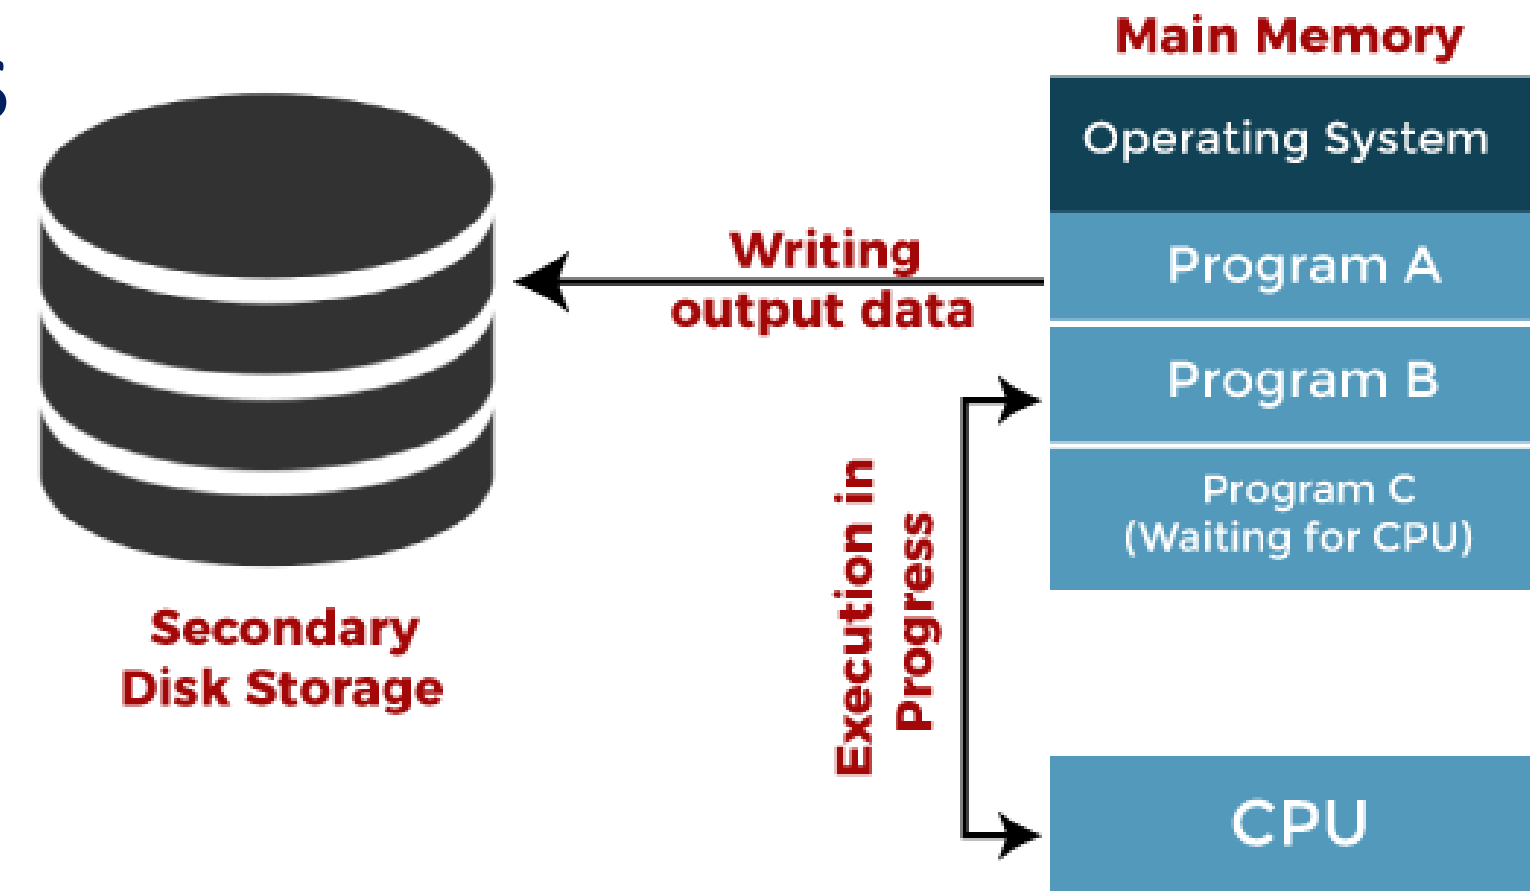 s
Main Memory
Operating System
Program A
Writing
output data
Program B
Program C
(Waiting for CPU)
Execution in
Progress
Secondary
Disk Storage
CPU